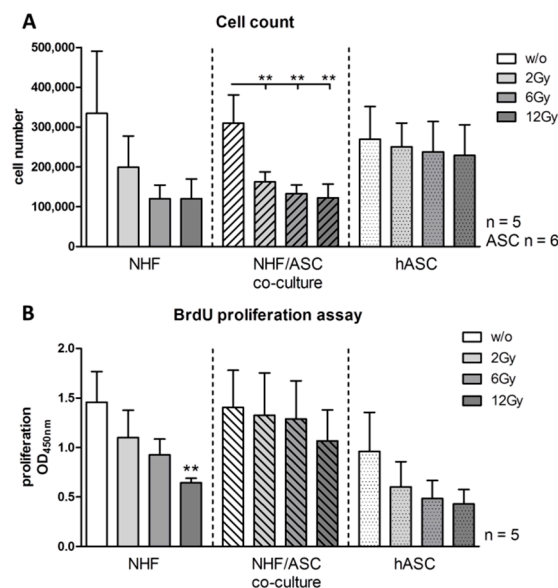 A
Cell count
500,000
400,000
300,000
200,000
100,000
0
cell number
** ** **
w/o
2Gy
6Gy
12Gy
NHF
NHF/ASC
co-culture
hASC
n = 5
ASC n = 6
B
BrdU proliferation assay
2.0
1.5
1.0
0.5
0.0
proliferation
OD450nm
**
w/o
2Gy
6Gy
12Gy
NHF
NHF/ASC
co-culture
hASC
n = 5